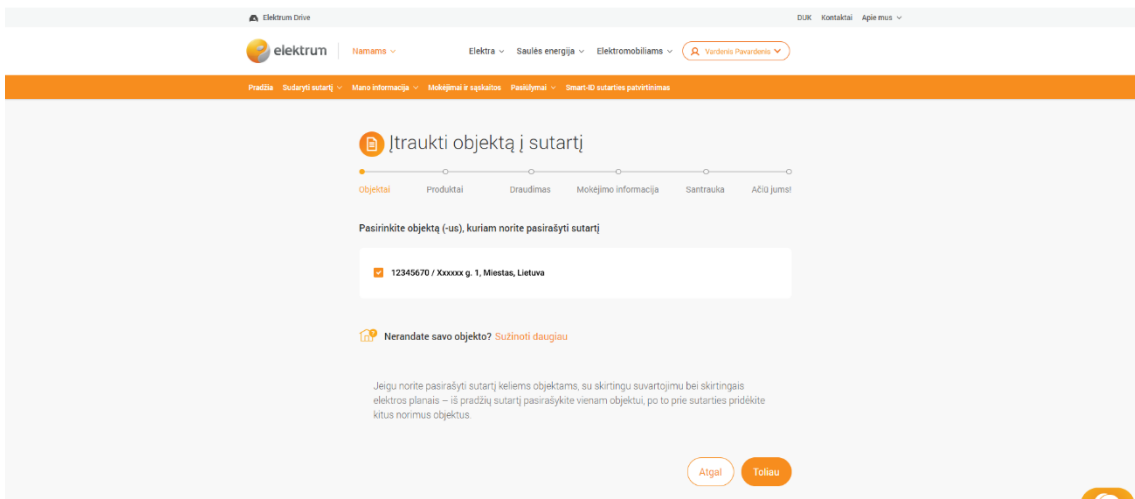 Elektrum Drive DUK Kontaktai Apie mus
elektrum Namams Elektra Saulės energija Elektromobiliams Vardenis Pavardenis
Pradžia Sudaryti sutartį Mano informacija Mokėjimai ir sąskaitos Pasiūlymai Smart-ID sutarties patvirtinimas
Įtraukti objektą į sutartį
Objektai Produktai Draudimas Mokėjimo informacija Santrauka Ačiū jums!
Pasirinkite objektą (-us), kuriam norite pasirašyti sutartį
12345670 / Xxxxxx g. 1, Miestas, Lietuva
Nerandate savo objekto? Sužinoti daugiau
Jeigu norite pasirašyti sutartį keliems objektams, su skirtingu suvartojimu bei skirtingais
elektros planais – iš pradžių sutartį pasirašykite vienam objektui, po to prie sutarties pridėkite
kitus norimus objektus.
Atgal Toliau